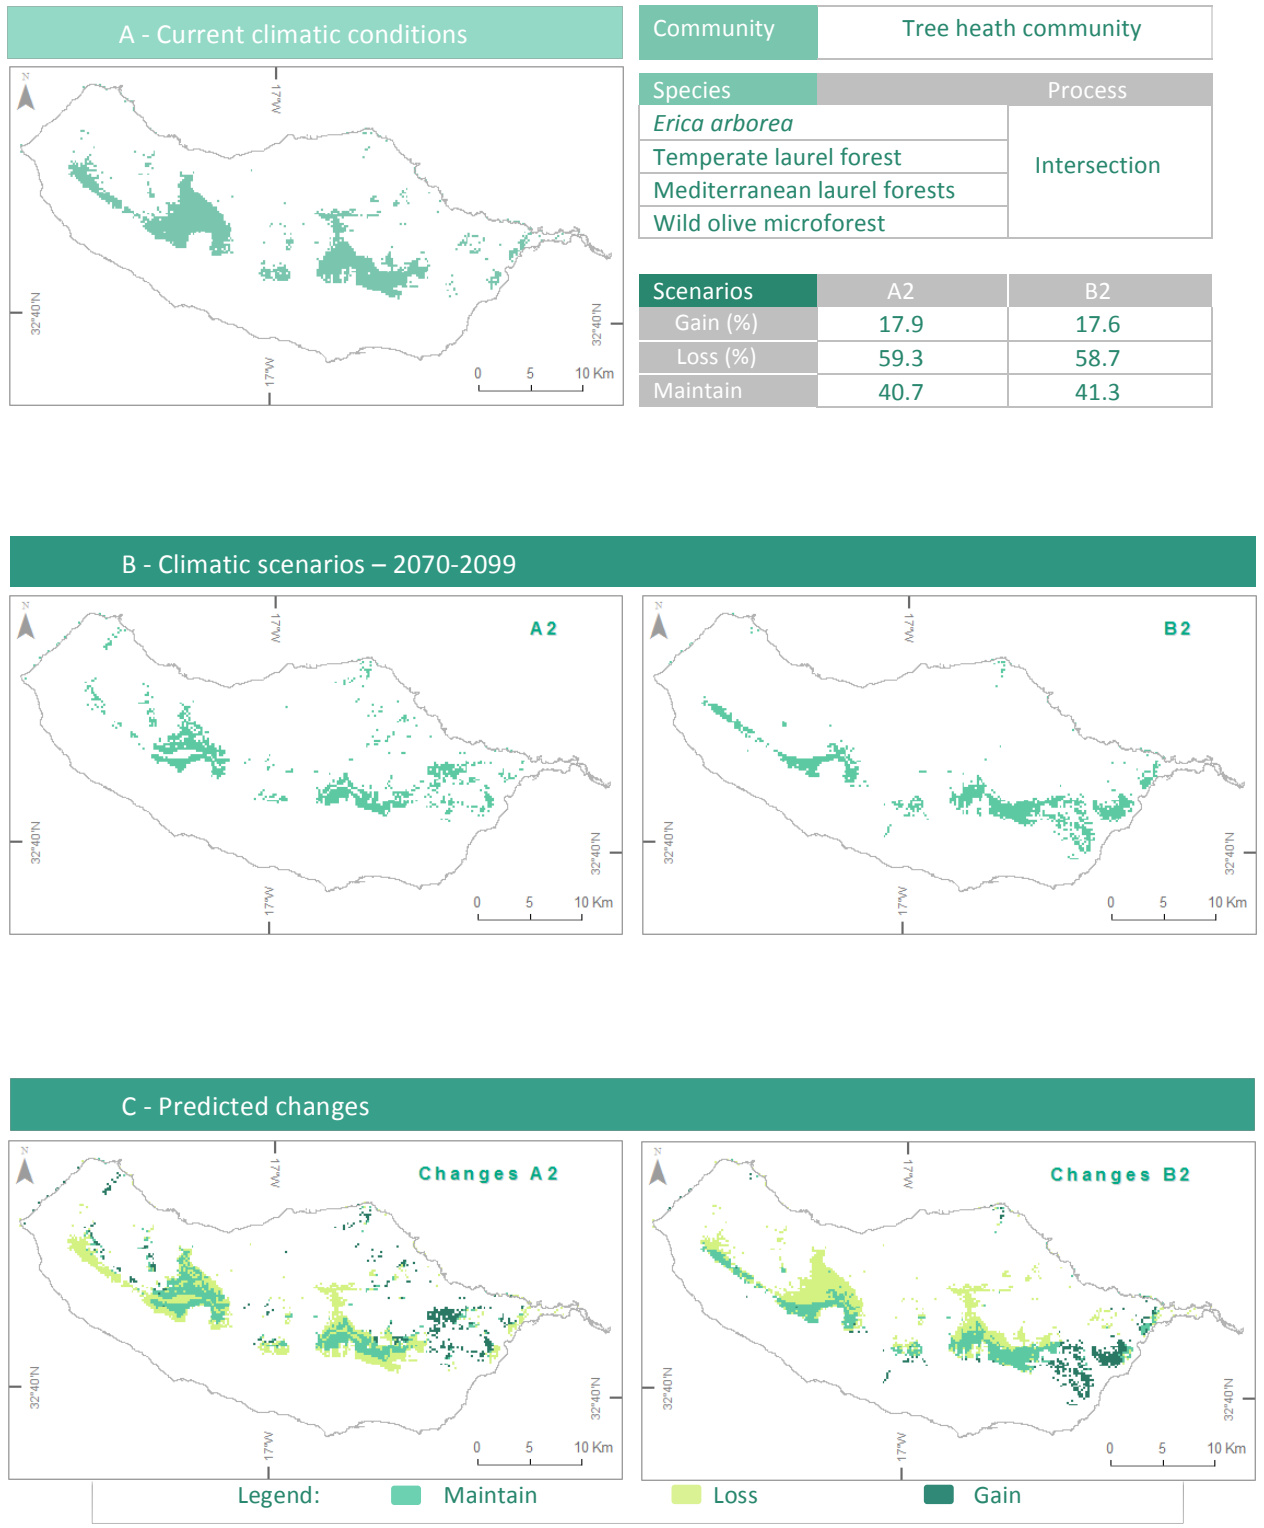 A - Current climatic conditions
Community Tree heath community
N
17°W
32°40'N
32°40'N
17°W
0 5 10 Km
Species Process
Erica arborea
Temperate laurel forest
Mediterranean laurel forests
Wild olive microforest
Intersection
Scenarios A2 B2
Gain (%) 17.9 17.6
Loss (%) 59.3 58.7
Maintain 40.7 41.3
B - Climatic scenarios – 2070-2099
N
17°W
A2
32°40'N
32°40'N
17°W
0 5 10 Km
N
17°W
B2
32°40'N
32°40'N
17°W
0 5 10 Km
C - Predicted changes
N
17°W
Changes A2
32°40'N
32°40'N
17°W
0 5 10 Km
N
17°W
Changes B2
32°40'N
32°40'N
17°W
0 5 10 Km
Legend: Maintain Loss Gain